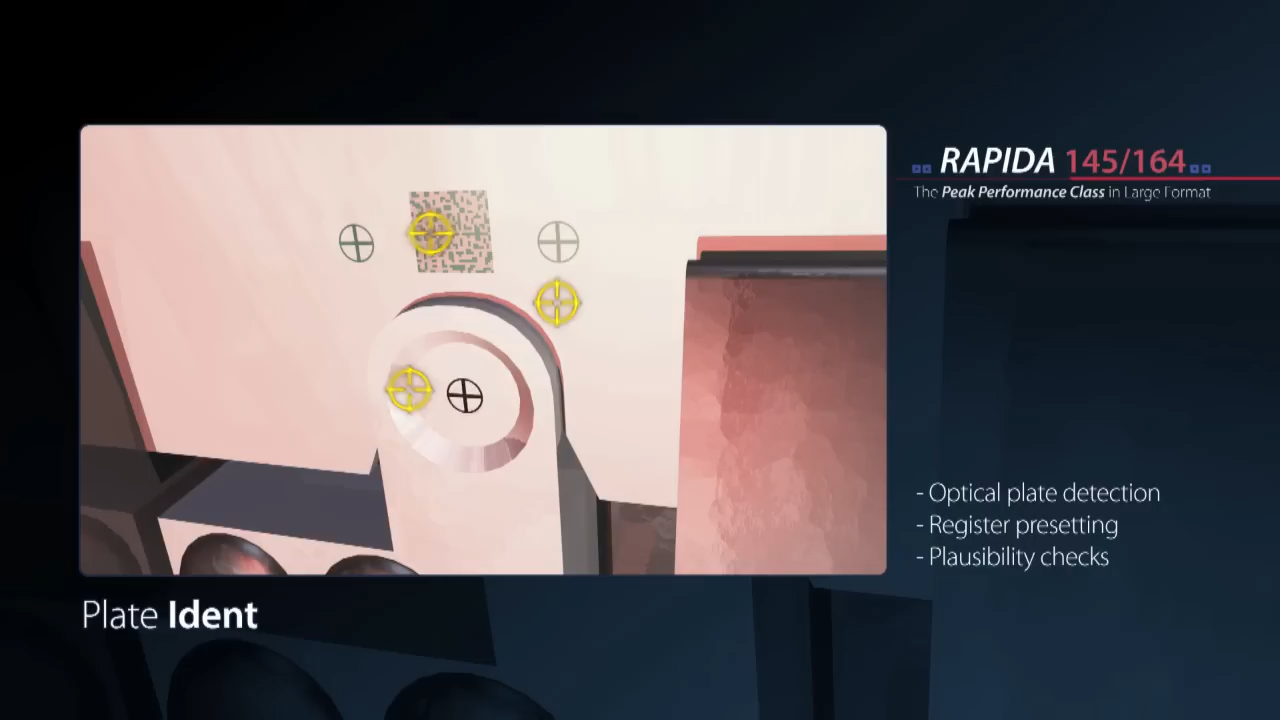 RAPIDA 145/164
The Peak Performance Class in Large Format
- Optical plate detection
- Register presetting
- Plausibility checks
Plate Ident